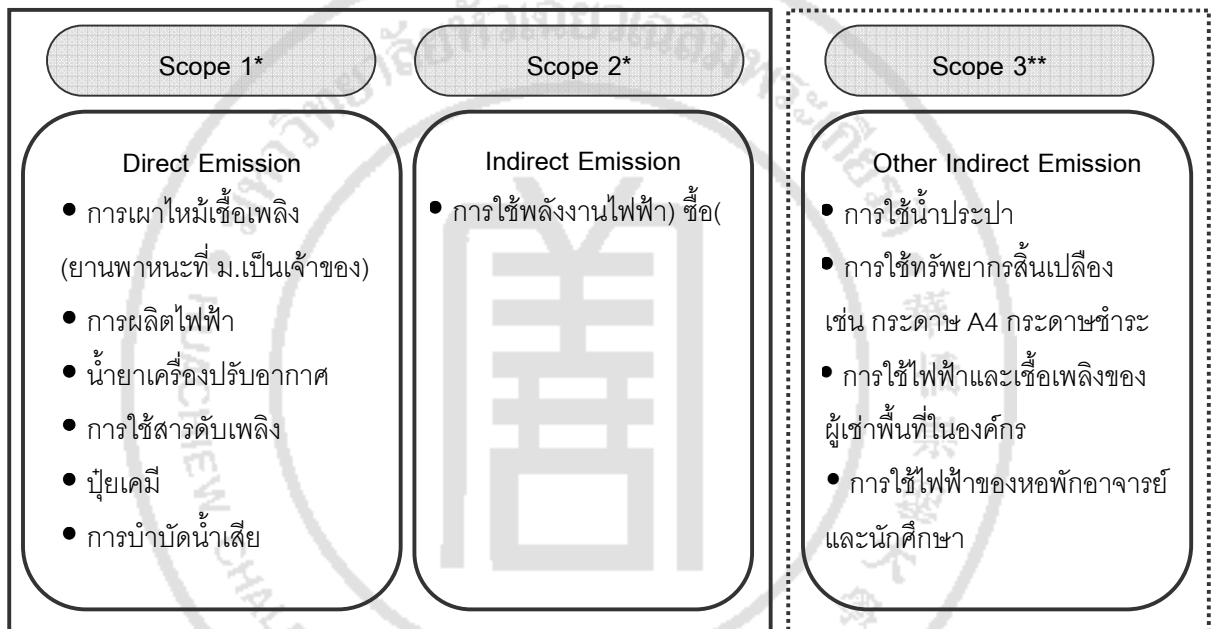 Scope 1*
Direct Emission
● การเผาไหม้เชื้อเพลิง
(ยานพาหนะที่ ม.เป็นเจ้าของ)
● การผลิตไฟฟ้า
● น้ำยาเครื่องปรับอากาศ
● การใช้สารดับเพลิง
● ปุ๋ยเคมี
● การบำบัดน้ำเสีย
Scope 2*
Indirect Emission
● การใช้พลังงานไฟฟ้า) ซื้อ(
Scope 3**
Other Indirect Emission
● การใช้น้ำประปา
● การใช้ทรัพยากรสิ้นเปลือง
เช่น กระดาษ A4 กระดาษชำระ
● การใช้ไฟฟ้าและเชื้อเพลิงของ
ผู้เช่าพื้นที่ในองค์กร
● การใช้ไฟฟ้าของหอพักอาจารย์
และนักศึกษา